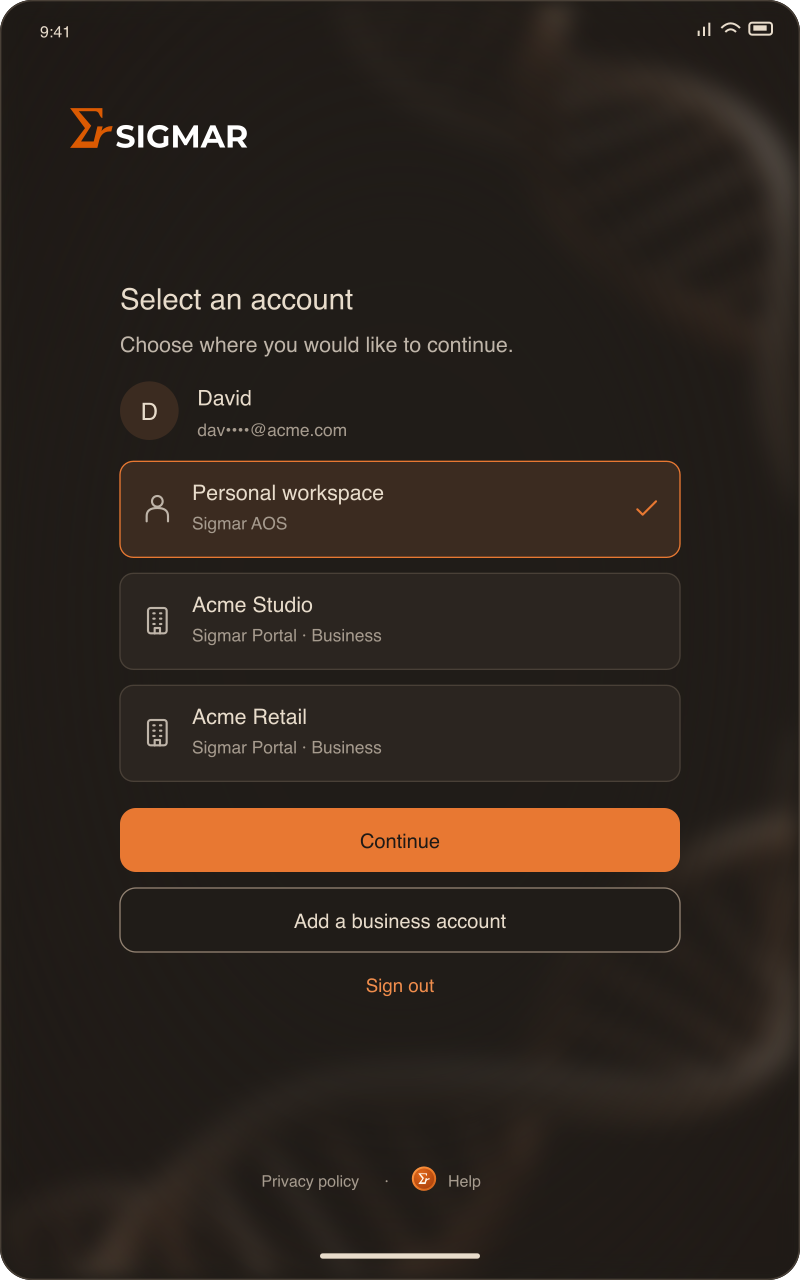 9:41
Σr SIGMAR
Select an account
Choose where you would like to continue.
D
David
dav••••@acme.com
Personal workspace
Sigmar AOS
Acme Studio
Sigmar Portal · Business
Acme Retail
Sigmar Portal · Business
Continue
Add a business account
Sign out
Privacy policy · Σr Help